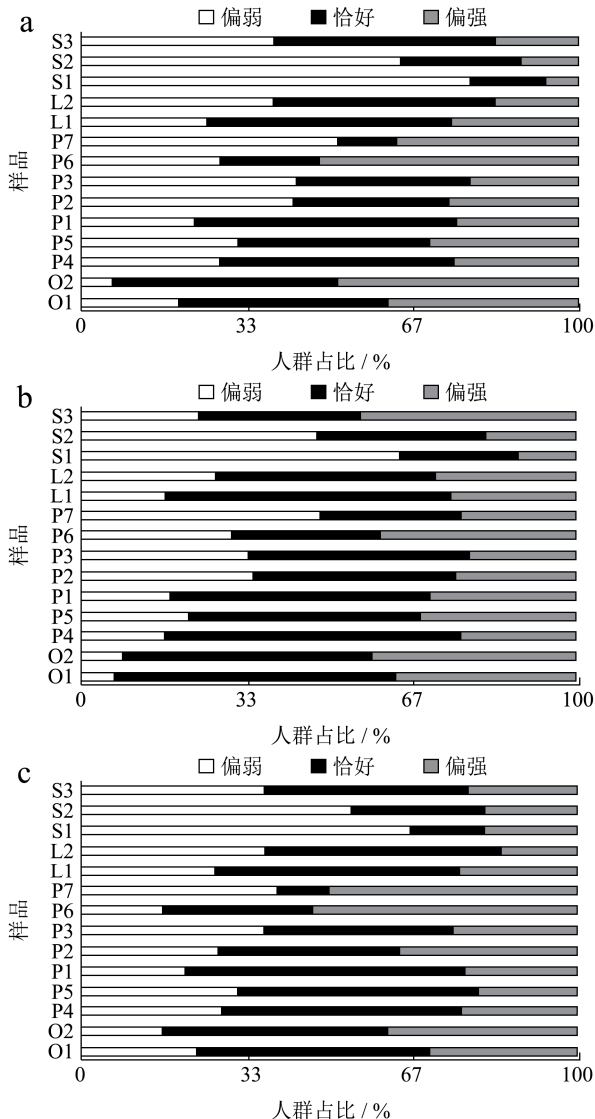 a
偏弱 恰好 偏强
S3
S2
S1
L2
L1
P7
P6
P3
P2
P1
P5
P4
O2
O1
样品
0 33 67 100
人群占比 / %
b
偏弱 恰好 偏强
S3
S2
S1
L2
L1
P7
P6
P3
P2
P1
P5
P4
O2
O1
样品
0 33 67 100
人群占比 / %
c
偏弱 恰好 偏强
S3
S2
S1
L2
L1
P7
P6
P3
P2
P1
P5
P4
O2
O1
样品
0 33 67 100
人群占比 / %